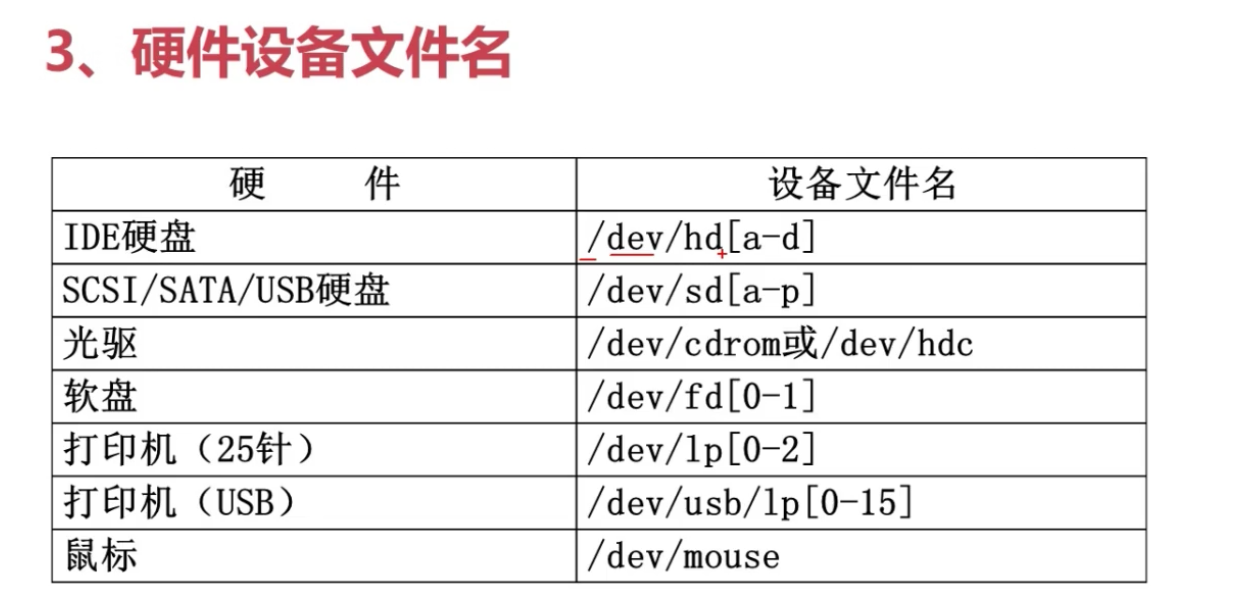 3、硬件设备文件名
硬 件 设备文件名
IDE硬盘 /dev/hd[a-d]
SCSI/SATA/USB硬盘 /dev/sd[a-p]
光驱 /dev/cdrom或/dev/hdc
软盘 /dev/fd[0-1]
打印机（25针） /dev/lp[0-2]
打印机（USB） /dev/usb/lp[0-15]
鼠标 /dev/mouse